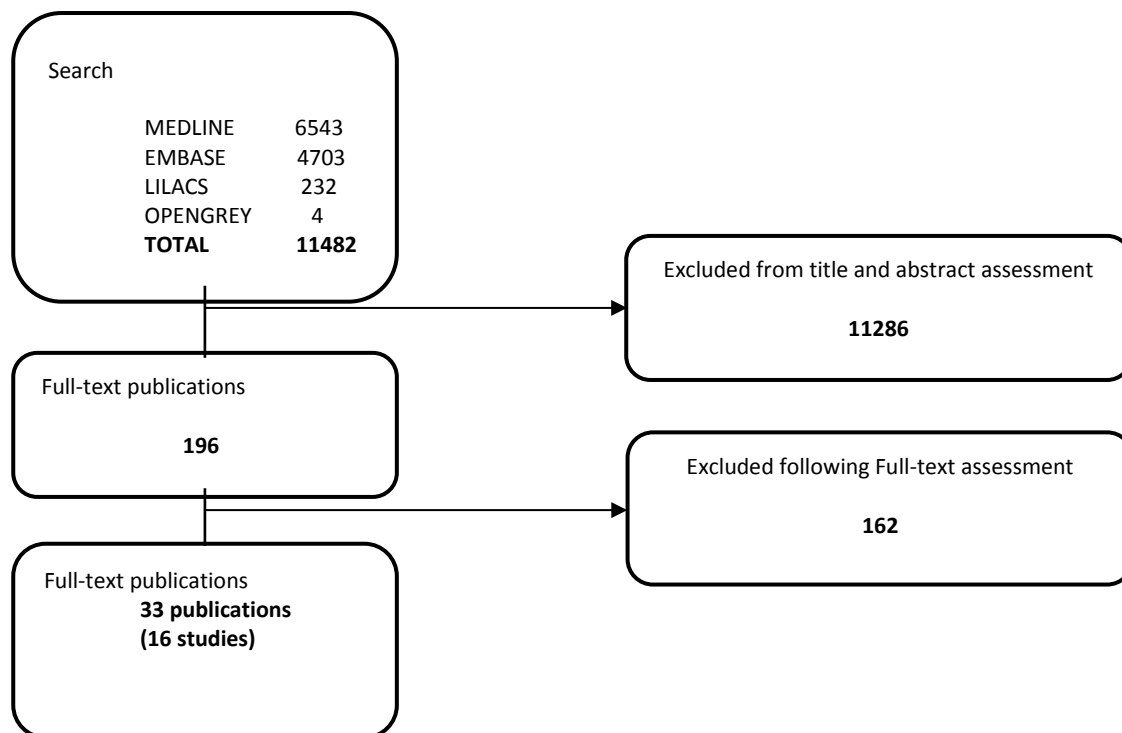 Search
MEDLINE 6543
EMBASE 4703
LILACS 232
OPENGREY 4
TOTAL 11482
Excluded from title and abstract assessment
11286
Full-text publications
196
Excluded following Full-text assessment
162
Full-text publications
33 publications
(16 studies)